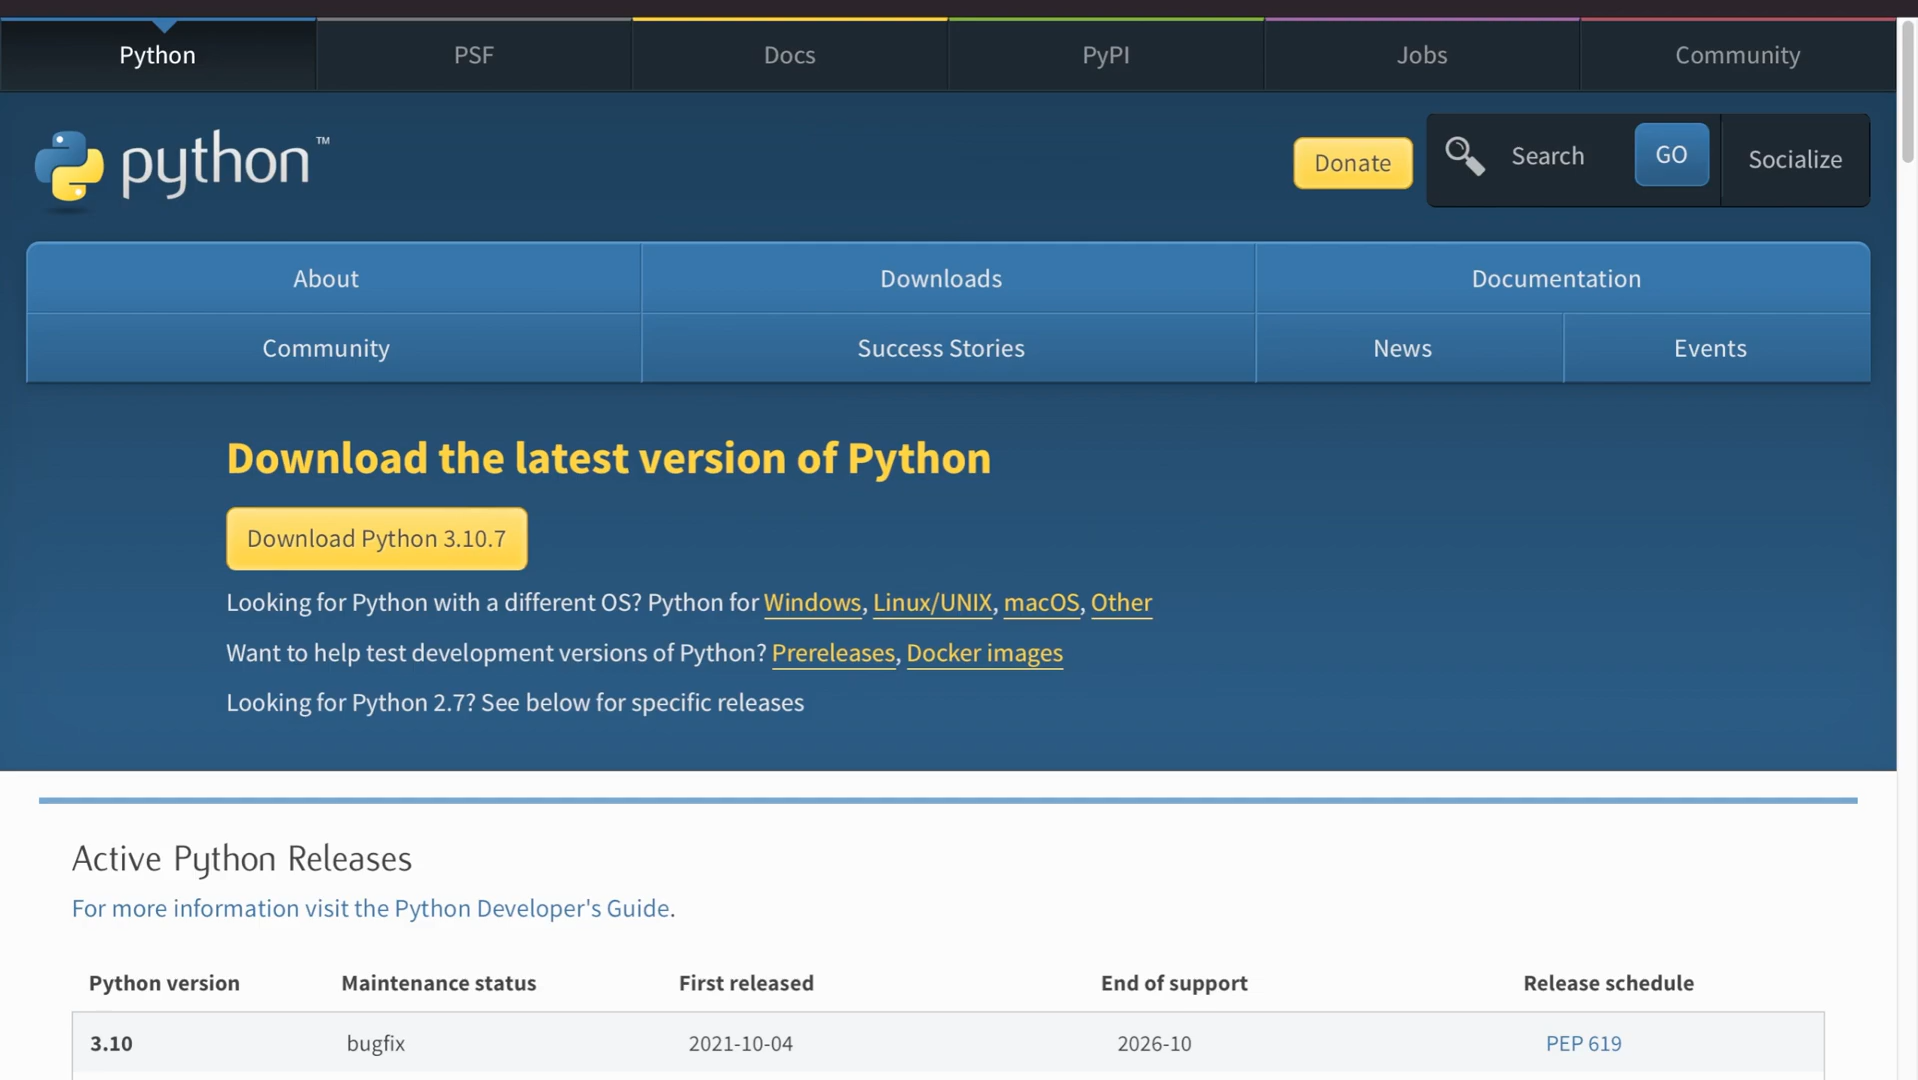 Python PSF Docs PyPI Jobs Community
python™ Donate Search GO Socialize
About Downloads Documentation
Community Success Stories News Events
Download the latest version of Python
Download Python 3.10.7
Looking for Python with a different OS? Python for Windows, Linux/UNIX, macOS, Other
Want to help test development versions of Python? Prereleases, Docker images
Looking for Python 2.7? See below for specific releases
Active Python Releases
For more information visit the Python Developer's Guide.
Python version Maintenance status First released End of support Release schedule
3.10 bugfix 2021-10-04 2026-10 PEP 619